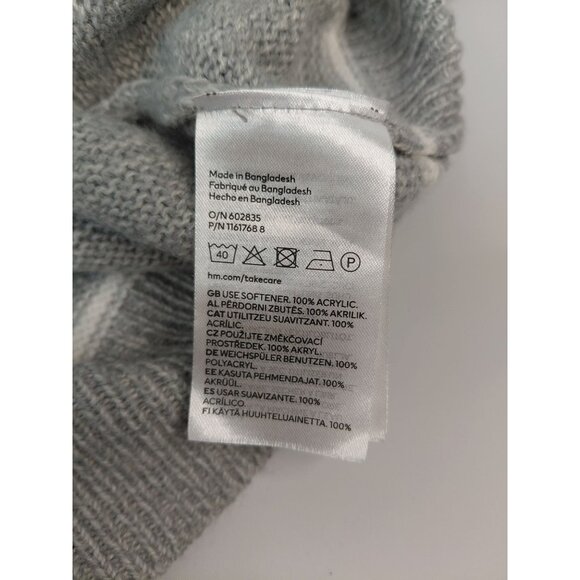 Made in Bangladesh
Fabriqué au Bangladesh
Hecho en Bangladesh
O/N 602835
P/N 1161768 8
40 P
hm.com/takecare
GB USE SOFTENER. 100% ACRYLIC.
AL PËRDORNI ZBUTËS. 100% AKRILIK.
CAT UTILITZEU SUAVITZANT. 100%
ACRÍLIC.
CZ POUŽIJTE ZMĚKČOVACÍ
PROSTŘEDEK. 100% AKRYL.
DE WEICHSPÜLER BENUTZEN. 100%
POLYACRYL.
EE KASUTA PEHMENDAJAT. 100%
AKRÜÜL.
ES USAR SUAVIZANTE. 100%
ACRÍLICO.
FI KÄYTÄ HUUHTELUAINETTA. 100%